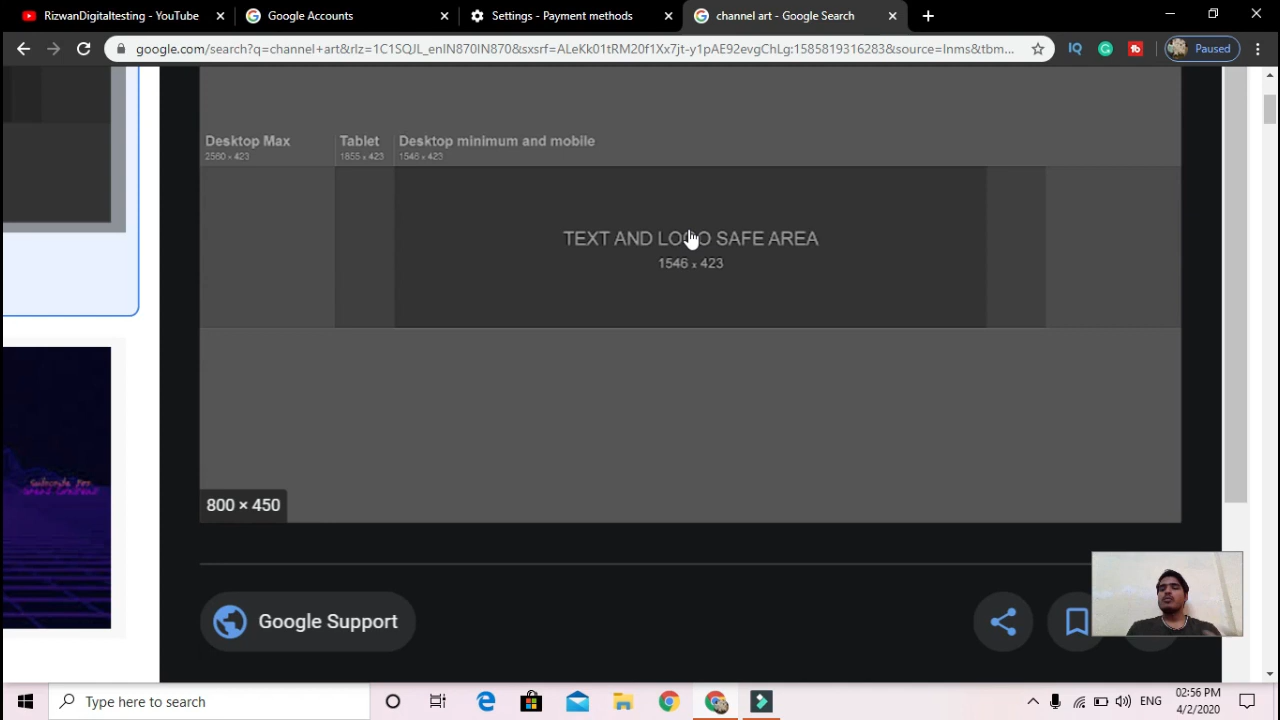 RizwanDigitaltesting - YouTube
Google Accounts
Settings - Payment methods
channel art - Google Search
google.com/search?q=channel+art&rlz=1C1SQJL_enIN870IN870&sxsrf=ALeKk01tRM20f1Xx7jt-y1pAE92evgChLg:1585819316283&source=lnms&tbm...
IQ
Paused
Desktop Max
2560 x 423
Tablet
1855 x 423
Desktop minimum and mobile
1546 x 423
TEXT AND LOGO SAFE AREA
1546 x 423
Subscribe For
800 × 450
Google Support
Type here to search
ENG
02:56 PM
4/2/2020